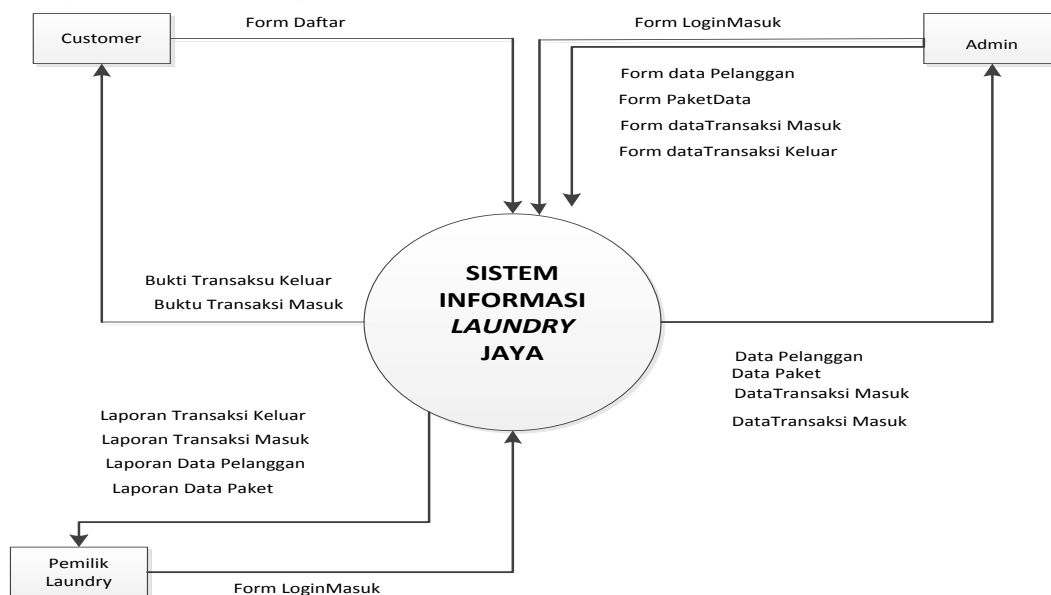 Form Daftar
Form LoginMasuk
Customer
Admin
Form data Pelanggan
Form PaketData
Form dataTransaksi Masuk
Form dataTransaksi Keluar
SISTEM
INFORMASI
LAUNDRY
JAYA
Bukti Transaksu Keluar
Buktu Transaksi Masuk
Data Pelanggan
Data Paket
DataTransaksi Masuk
DataTransaksi Masuk
Laporan Transaksi Keluar
Laporan Transaksi Masuk
Laporan Data Pelanggan
Laporan Data Paket
Pemilik
Laundry
Form LoginMasuk